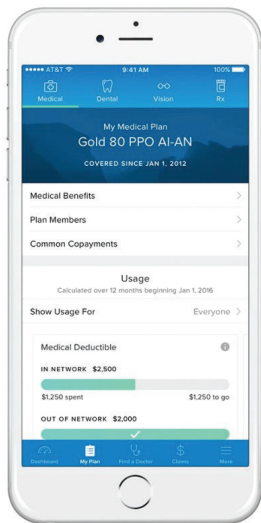 AT&T 9:41 AM 100%
Medical Dental Vision Rx
My Medical Plan
Gold 80 PPO AI-AN
COVERED SINCE JAN 1, 2012
Medical Benefits
Plan Members
Common Copayments
Usage
Calculated over 12 months beginning Jan 1, 2016
Show Usage For Everyone
Medical Deductible
IN NETWORK $2,500
$1,250 spent $1,250 to go
OUT OF NETWORK $2,000
Dashboard My Plan Find a Doctor Claims More